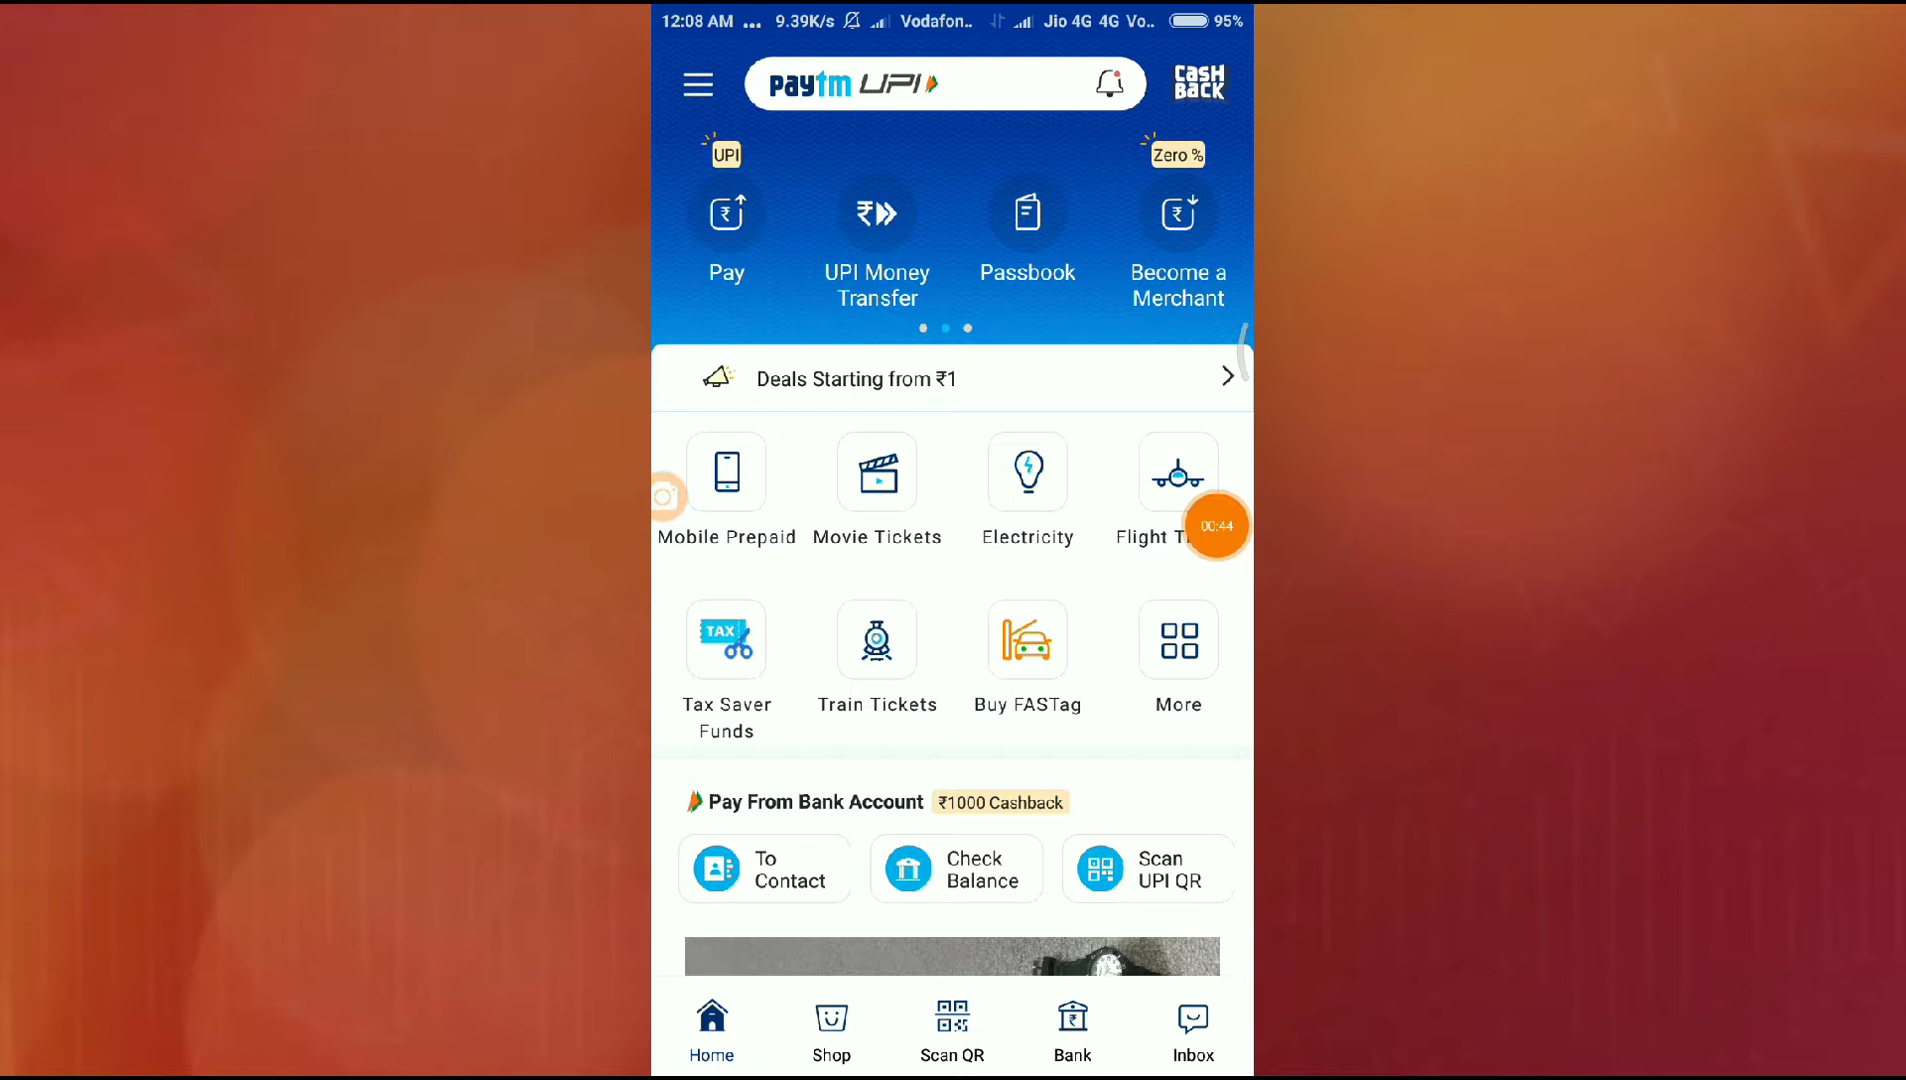 12:08 AM ... 9.39K/s Vodafon.. Jio 4G 4G Vo.. 95%
paytm UPI CASH BACK
UPI Zero %
₹ ₹ ₹
Pay UPI Money Transfer Passbook Become a Merchant
Deals Starting from ₹1
Mobile Prepaid Movie Tickets Electricity Flight
00:44
TAX
Tax Saver Funds Train Tickets Buy FASTag More
Pay From Bank Account ₹1000 Cashback
To Contact Check Balance Scan UPI QR
₹
Home Shop Scan QR Bank Inbox